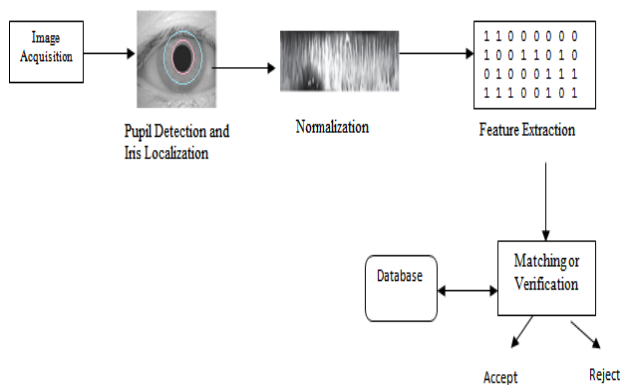 Image
Acquisition
Pupil Detection and
Iris Localization
Normalization
1 1 0 0 0 0 0 0
1 0 0 1 1 0 1 0
0 1 0 0 0 1 1 1
1 1 1 0 0 1 0 1
Feature Extraction
Database
Matching or
Verification
Accept
Reject